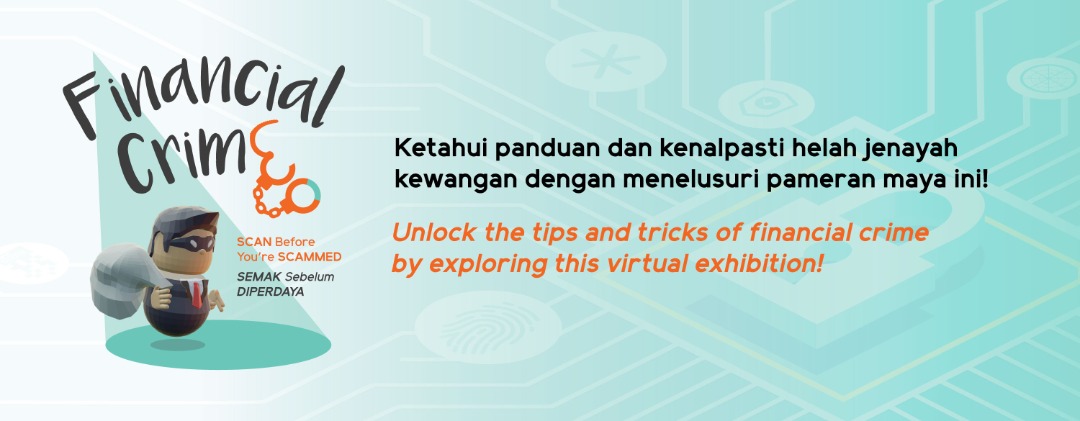 Financial
Crime
SCAN Before
You're SCAMMED
SEMAK Sebelum
DIPERDAYA
Ketahui panduan dan kenalpasti helah jenayah
kewangan dengan menelusuri pameran maya ini!
Unlock the tips and tricks of financial crime
by exploring this virtual exhibition!